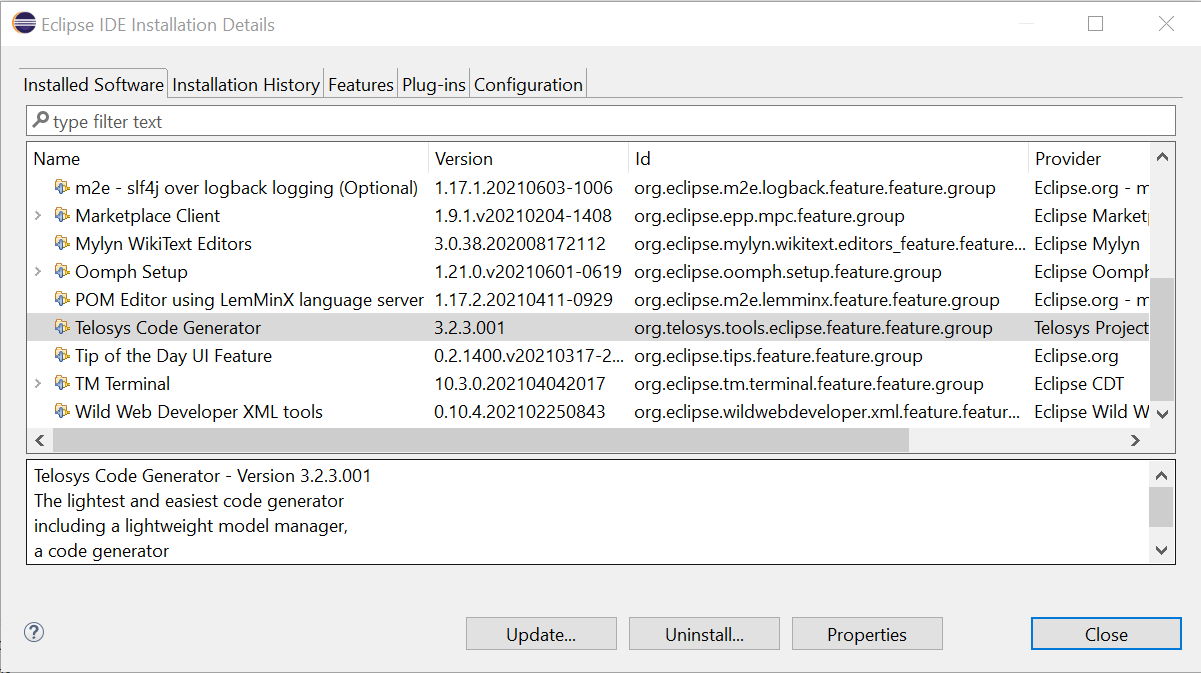 Eclipse IDE Installation Details
Installed Software Installation History Features Plug-ins Configuration
type filter text
Name Version Id Provider
m2e - slf4j over logback logging (Optional) 1.17.1.20210603-1006 org.eclipse.m2e.logback.feature.feature.group Eclipse.org - m
Marketplace Client 1.9.1.v20210204-1408 org.eclipse.epp.mpc.feature.group Eclipse Market
Mylyn WikiText Editors 3.0.38.202008172112 org.eclipse.mylyn.wikitext.editors_feature.feature... Eclipse Mylyn
Oomph Setup 1.21.0.v20210601-0619 org.eclipse.oomph.setup.feature.group Eclipse Oomph
POM Editor using LemMinX language server 1.17.2.20210411-0929 org.eclipse.m2e.lemminx.feature.feature.group Eclipse.org - m
Telosys Code Generator 3.2.3.001 org.telosys.tools.eclipse.feature.feature.group Telosys Project
Tip of the Day UI Feature 0.2.1400.v20210317-2... org.eclipse.tips.feature.feature.group Eclipse.org
TM Terminal 10.3.0.202104042017 org.eclipse.tm.terminal.feature.feature.group Eclipse CDT
Wild Web Developer XML tools 0.10.4.202102250843 org.eclipse.wildwebdeveloper.xml.feature.featur... Eclipse Wild W
Telosys Code Generator - Version 3.2.3.001
The lightest and easiest code generator
including a lightweight model manager,
a code generator
? Update... Uninstall... Properties Close